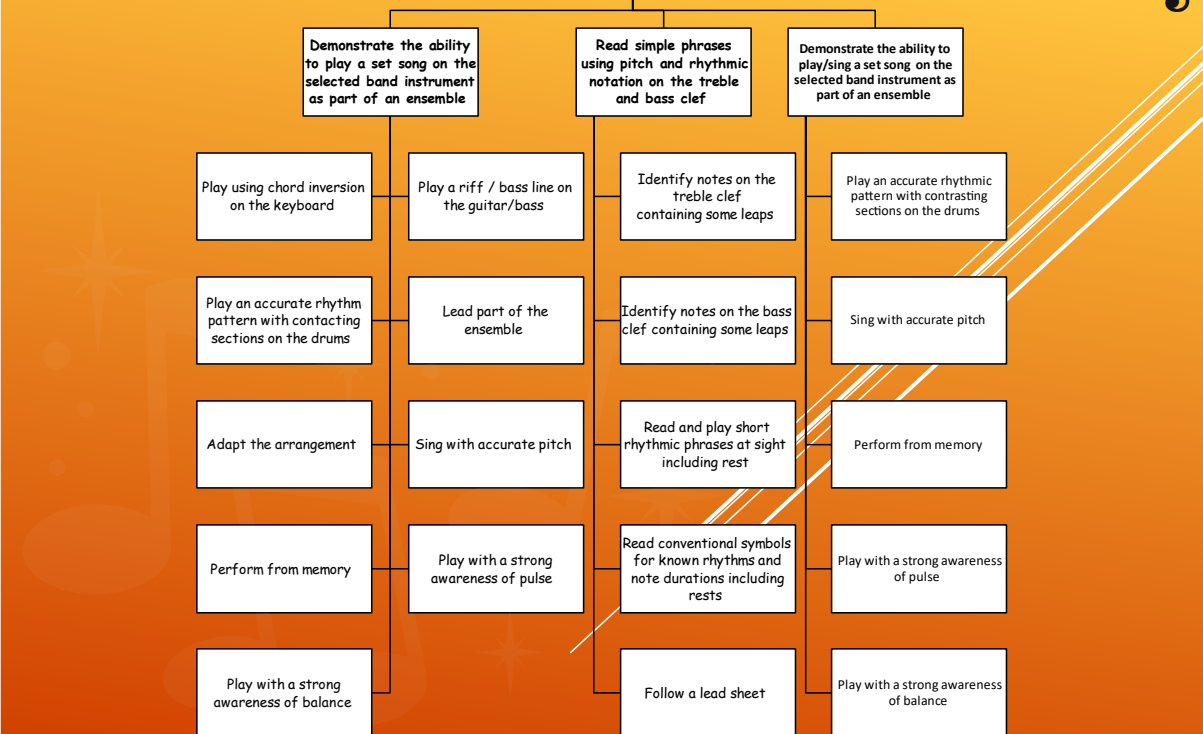 Demonstrate the ability
to play a set song on the
selected band instrument
as part of an ensemble
Read simple phrases
using pitch and rhythmic
notation on the treble
and bass clef
Demonstrate the ability to
play/sing a set song on the
selected band instrument as
part of an ensemble
Play using chord inversion
on the keyboard
Play a riff / bass line on
the guitar/bass
Identify notes on the
treble clef
containing some leaps
Play an accurate rhythmic
pattern with contrasting
sections on the drums
Play an accurate rhythm
pattern with contacting
sections on the drums
Lead part of the
ensemble
Identify notes on the bass
clef containing some leaps
Sing with accurate pitch
Adapt the arrangement
Sing with accurate pitch
Read and play short
rhythmic phrases at sight
including rest
Perform from memory
Perform from memory
Play with a strong
awareness of pulse
Read conventional symbols
for known rhythms and
note durations including
rests
Play with a strong awareness
of pulse
Play with a strong
awareness of balance
Follow a lead sheet
Play with a strong awareness
of balance